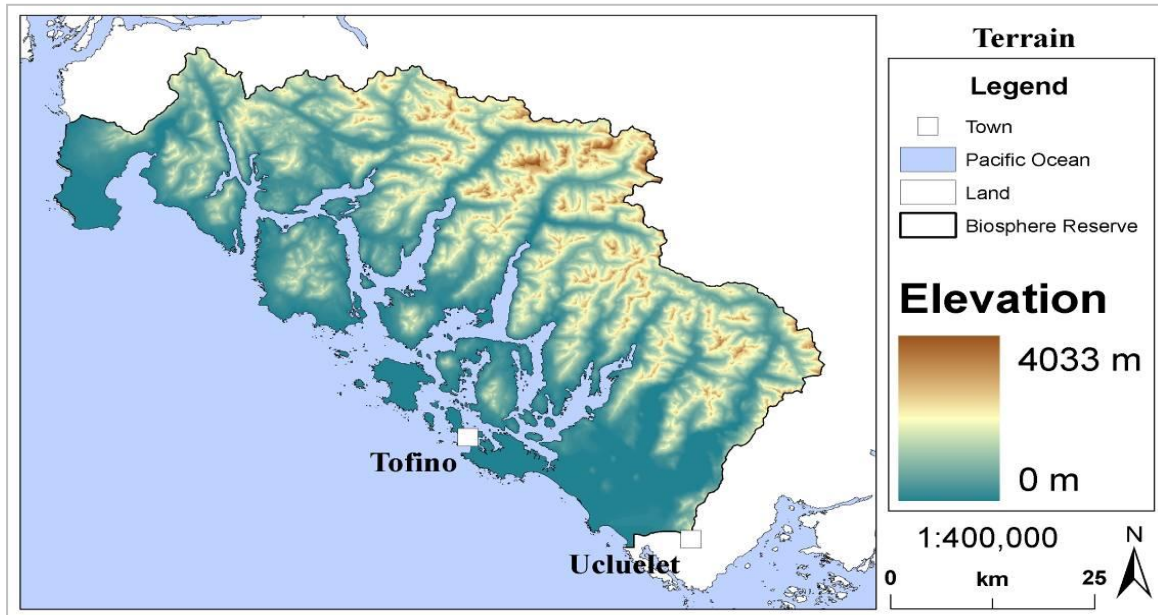 Terrain
Legend
Town
Pacific Ocean
Land
Biosphere Reserve
Elevation
4033 m
0 m
1:400,000
N
0 km 25
Tofino
Ucluelet